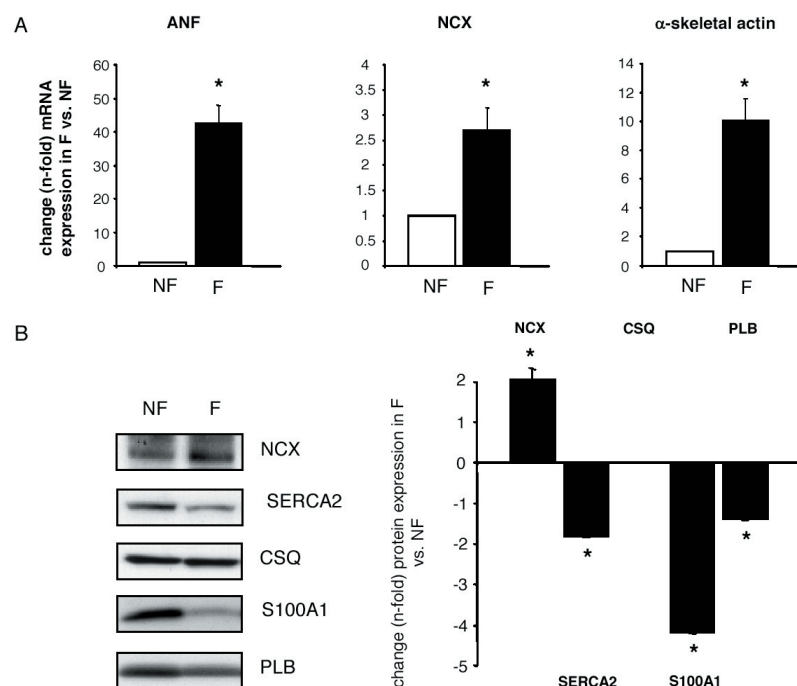 A
ANF
NCX
α-skeletal actin
change (n-fold) mRNA
expression in F vs. NF
60
50
40
30
20
10
0
*
NF
F
4
3.5
3
2.5
2
1.5
1
0.5
0
*
NF
F
14
12
10
8
6
4
2
0
*
NF
F
B
NF
F
NCX
SERCA2
CSQ
S100A1
PLB
change (n-fold) protein expression in F
vs. NF
NCX
CSQ
PLB
2
1
0
-1
-2
-3
-4
-5
*
*
*
*
SERCA2
S100A1